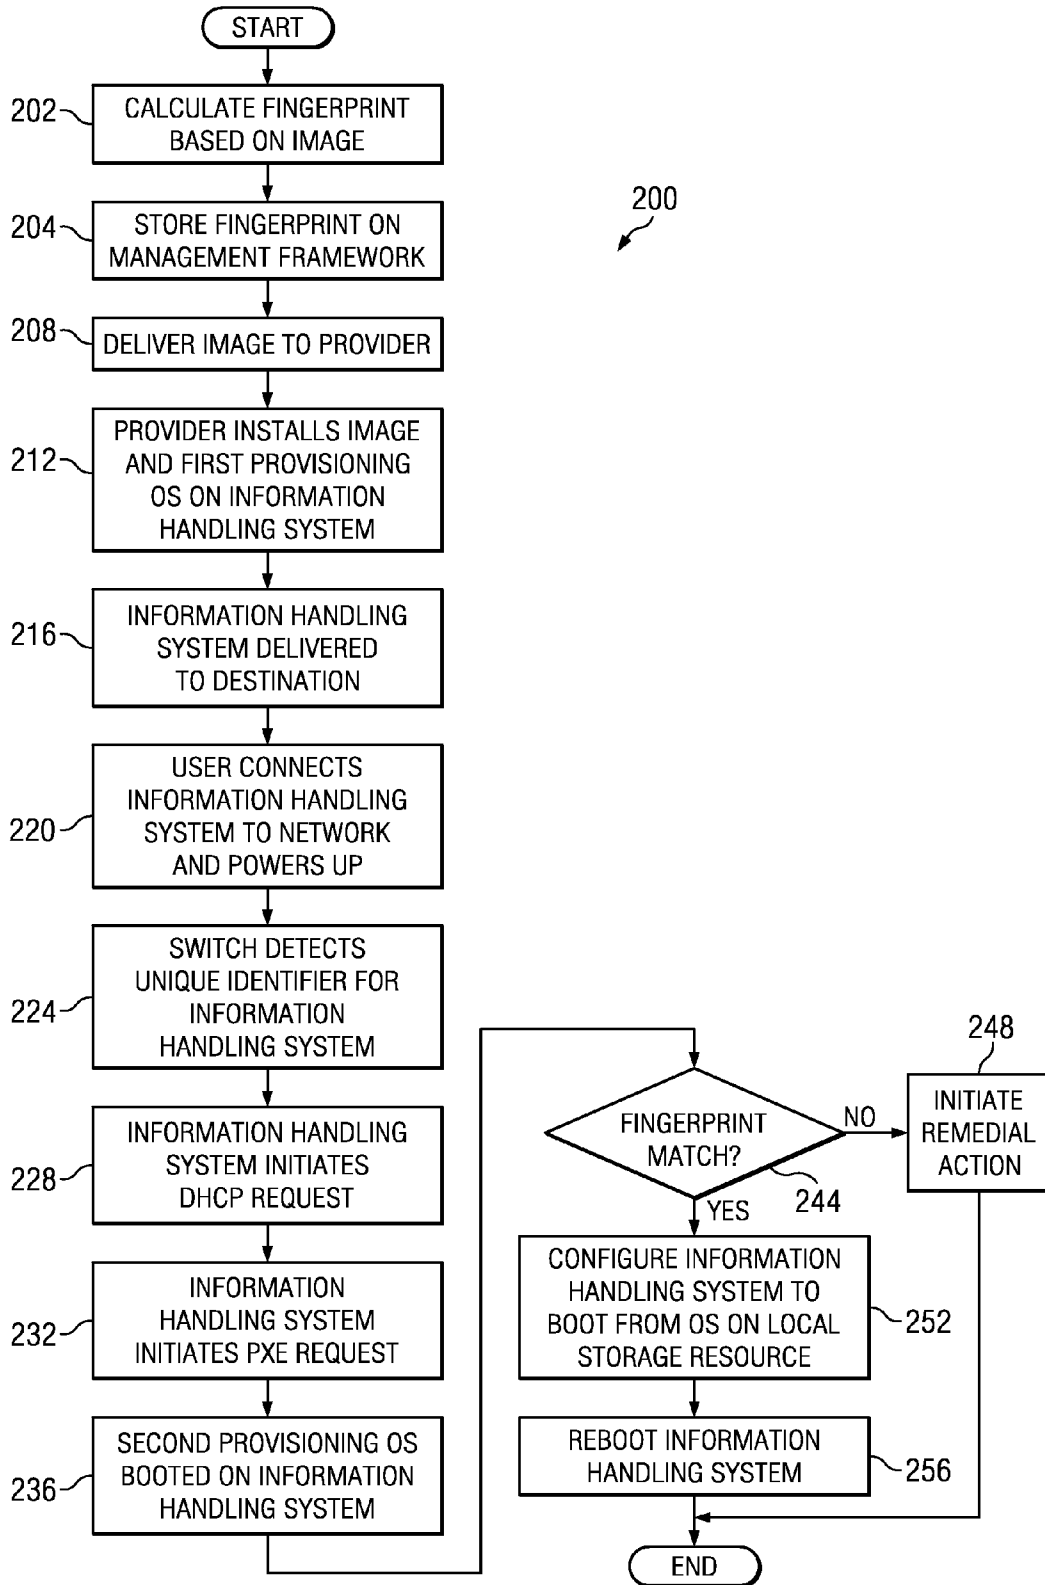 START
202
CALCULATE FINGERPRINT
BASED ON IMAGE
204
STORE FINGERPRINT ON
MANAGEMENT FRAMEWORK
200
208
DELIVER IMAGE TO PROVIDER
212
PROVIDER INSTALLS IMAGE
AND FIRST PROVISIONING
OS ON INFORMATION
HANDLING SYSTEM
216
INFORMATION HANDLING
SYSTEM DELIVERED
TO DESTINATION
220
USER CONNECTS
INFORMATION HANDLING
SYSTEM TO NETWORK
AND POWERS UP
224
SWITCH DETECTS
UNIQUE IDENTIFIER FOR
INFORMATION
HANDLING SYSTEM
228
INFORMATION HANDLING
SYSTEM INITIATES
DHCP REQUEST
232
INFORMATION
HANDLING SYSTEM
INITIATES PXE REQUEST
236
SECOND PROVISIONING OS
BOOTED ON INFORMATION
HANDLING SYSTEM
FINGERPRINT
MATCH?
244
NO
248
INITIATE
REMEDIAL
ACTION
YES
CONFIGURE INFORMATION
HANDLING SYSTEM TO
BOOT FROM OS ON LOCAL
STORAGE RESOURCE
252
REBOOT INFORMATION
HANDLING SYSTEM
256
END